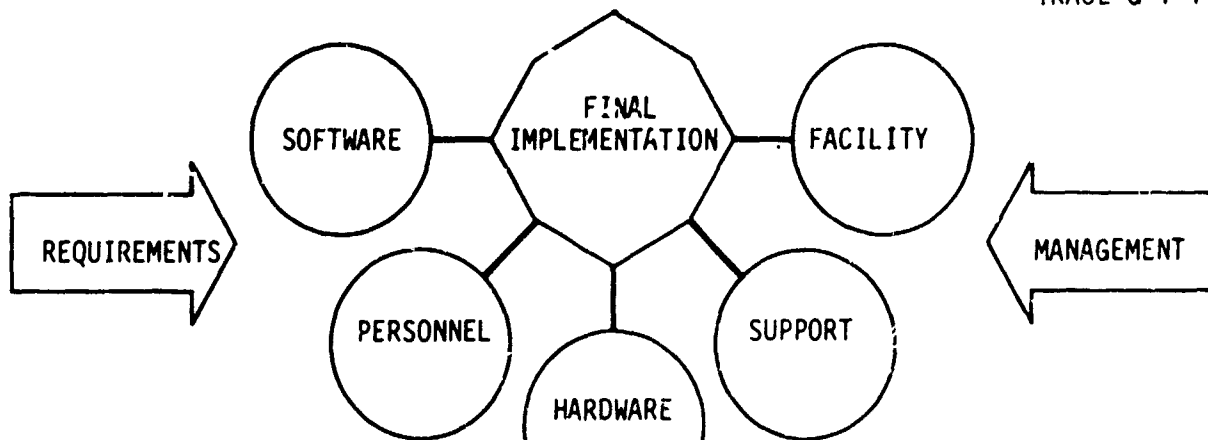 FINAL
IMPLEMENTATION
SOFTWARE
FACILITY
REQUIREMENTS
MANAGEMENT
PERSONNEL
SUPPORT
HARDWARE